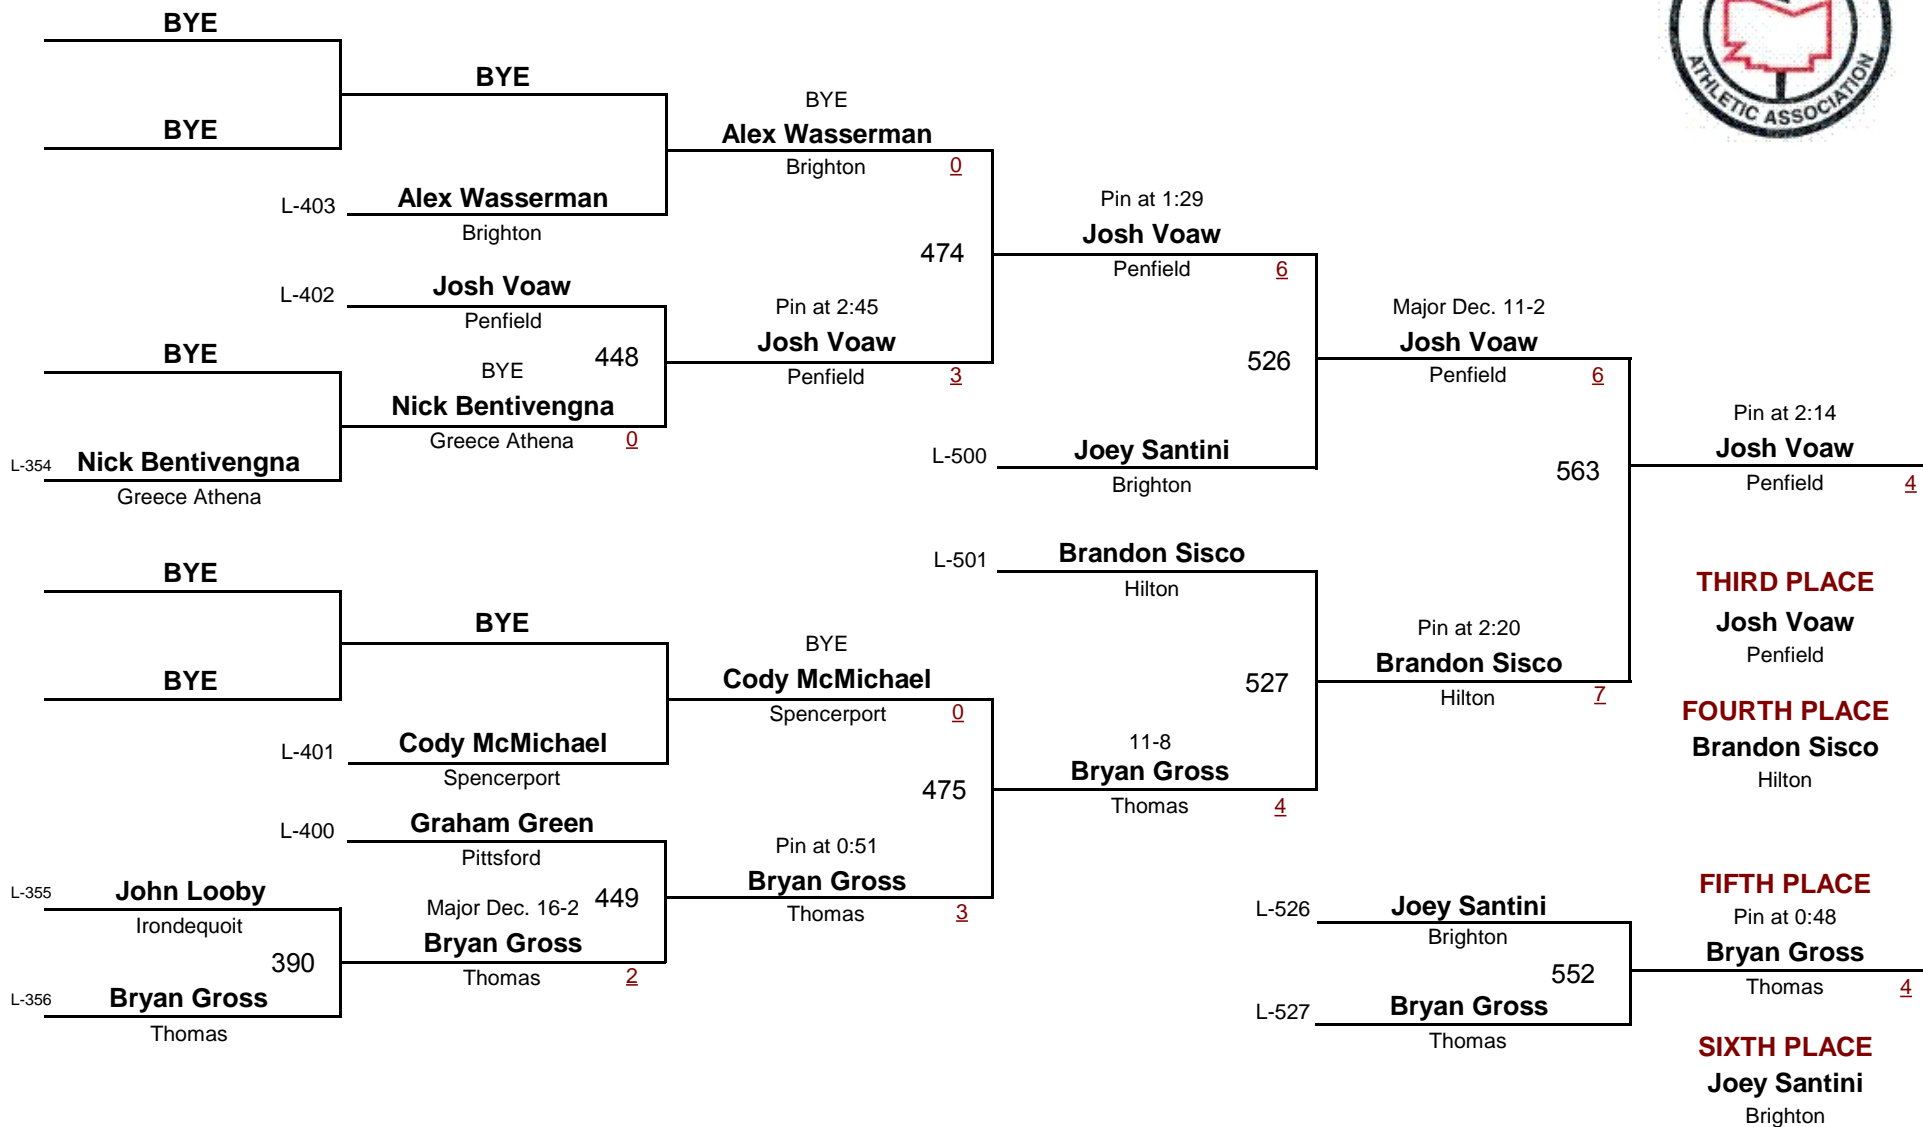 BYE
BYE
BYE
Alex Wasserman
Brighton
L-403
BYE
Alex Wasserman
Brighton
0
L-402
Josh Voaw
Penfield
BYE
L-354
Nick Bentivengna
Greece Athena
448
BYE
Nick Bentivengna
Greece Athena
0
Pin at 2:45
Josh Voaw
Penfield
3
474
Pin at 1:29
Josh Voaw
Penfield
6
L-500
Joey Santini
Brighton
526
Major Dec. 11-2
Josh Voaw
Penfield
6
BYE
BYE
BYE
L-401
Cody McMichael
Spencerport
BYE
Cody McMichael
Spencerport
0
L-400
Graham Green
Pittsford
L-355
John Looby
Irondequoit
390
L-356
Bryan Gross
Thomas
449
Major Dec. 16-2
Bryan Gross
Thomas
2
Pin at 0:51
Bryan Gross
Thomas
3
475
L-501
Brandon Sisco
Hilton
11-8
Bryan Gross
Thomas
4
527
Pin at 2:20
Brandon Sisco
Hilton
7
563
Pin at 2:14
Josh Voaw
Penfield
4
THIRD PLACE
Josh Voaw
Penfield
FOURTH PLACE
Brandon Sisco
Hilton
L-526
Joey Santini
Brighton
552
L-527
Bryan Gross
Thomas
FIFTH PLACE
Pin at 0:48
Bryan Gross
Thomas
4
SIXTH PLACE
Joey Santini
Brighton
ATHLETIC ASSOCIATION